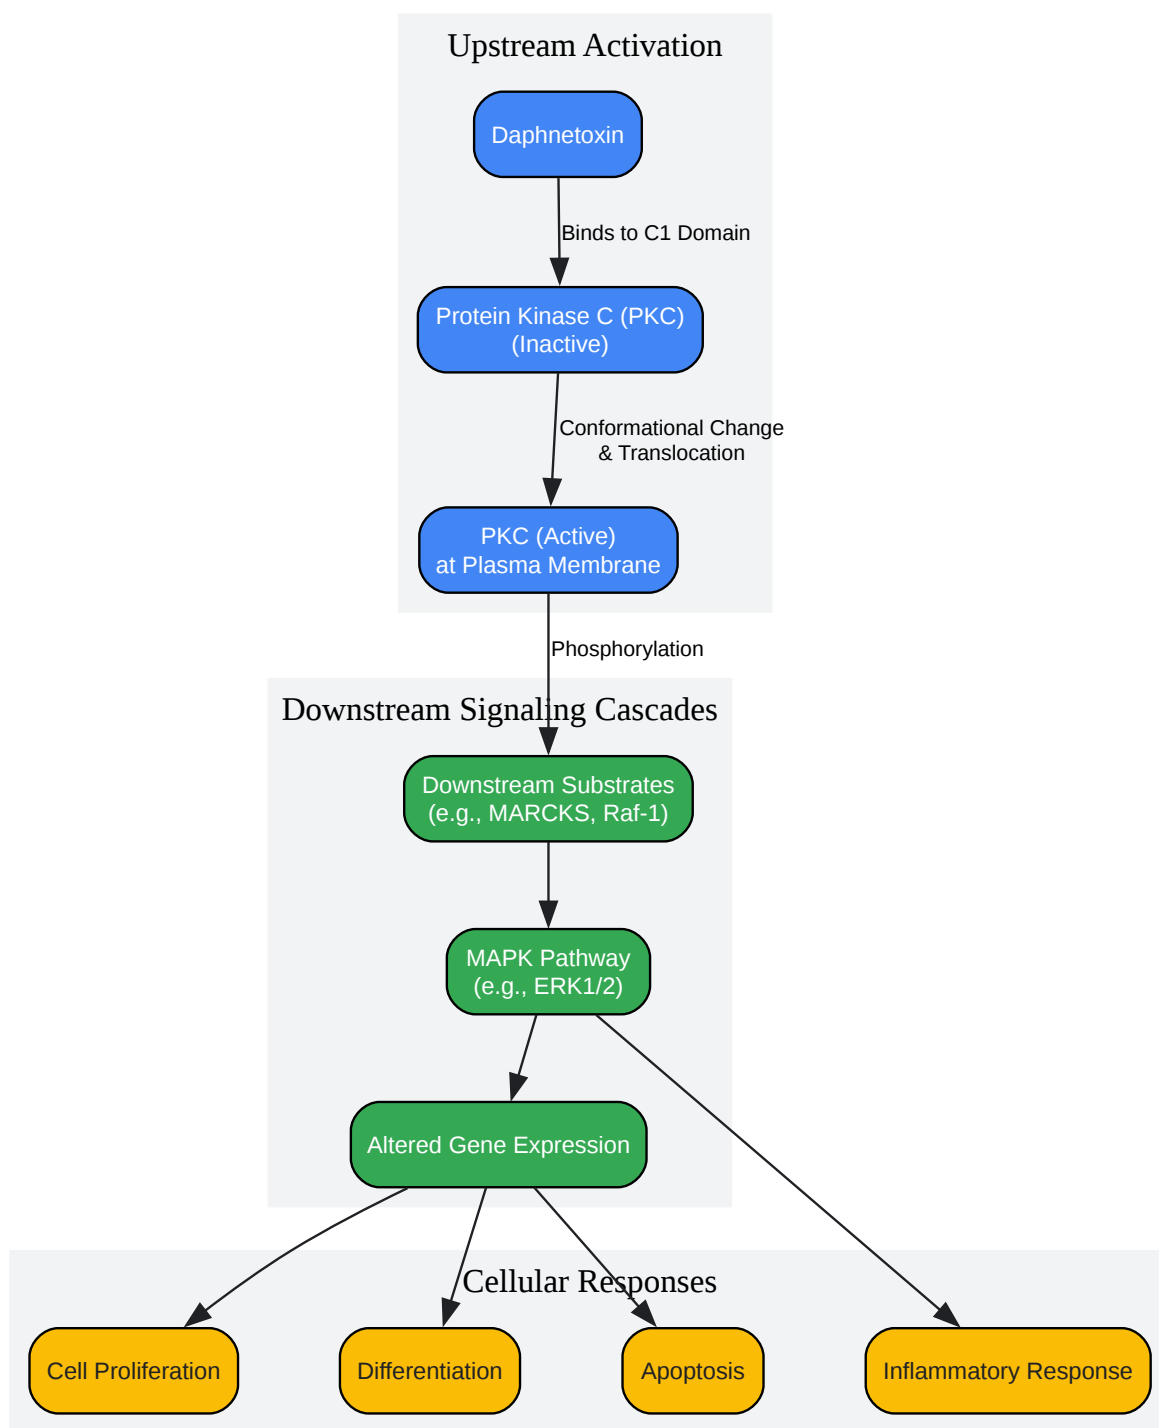 Upstream Activation
Daphnetoxin
Binds to C1 Domain
Protein Kinase C (PKC)
(Inactive)
Conformational Change
& Translocation
PKC (Active)
at Plasma Membrane
Phosphorylation
Downstream Signaling Cascades
Downstream Substrates
(e.g., MARCKS, Raf-1)
MAPK Pathway
(e.g., ERK1/2)
Altered Gene Expression
Cellular Responses
Cell Proliferation
Differentiation
Apoptosis
Inflammatory Response